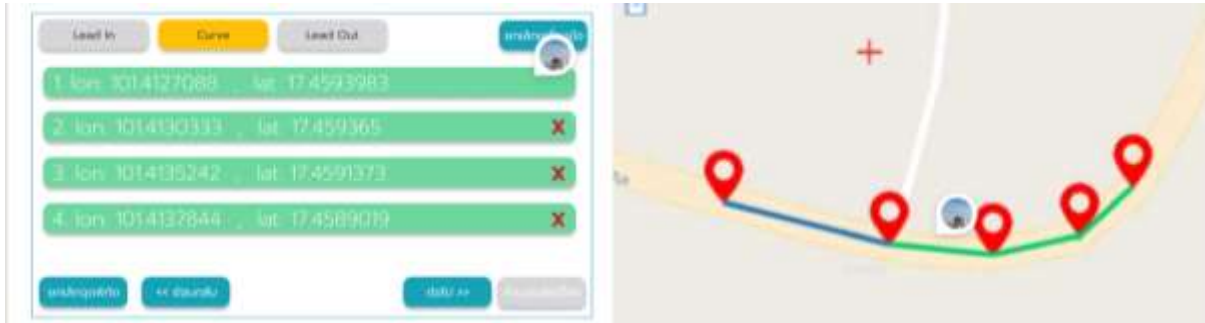 Lead In Curve Lead Out
1. lon: 101.4127088 , lat: 17.4593983
2. lon: 101.4130333 , lat: 17.459365
3. lon: 101.4135242 , lat: 17.4591373
4. lon: 101.4137844 , lat: 17.4589019
<< ย้อนกลับ ต่อไป >>